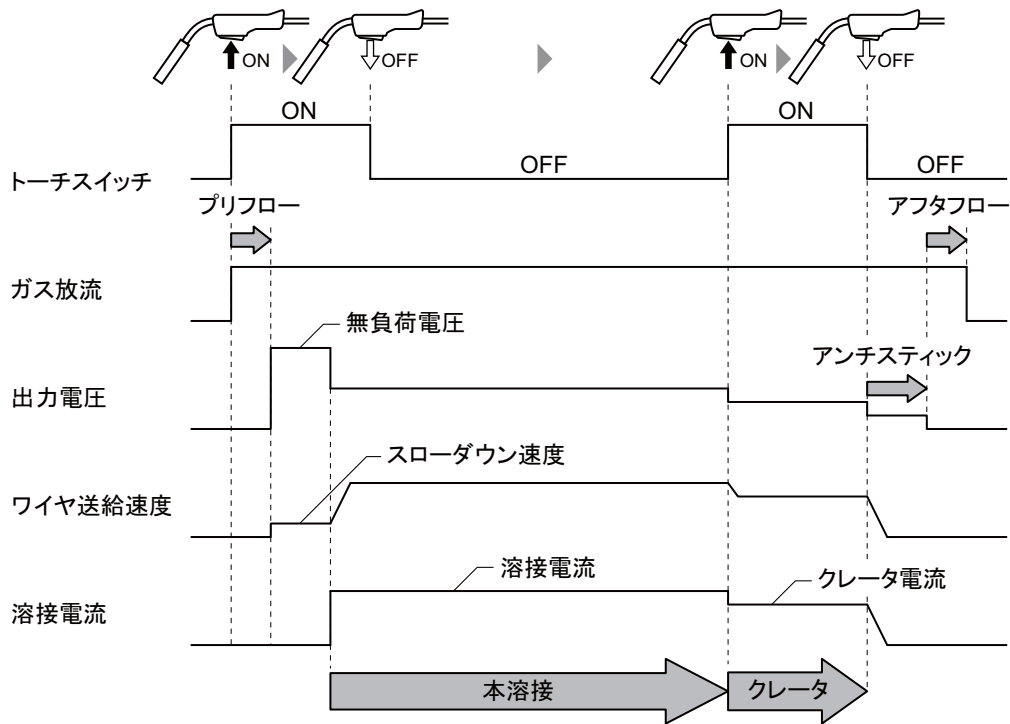 ON
OFF
ON
OFF
ON
ON
トーチスイッチ
OFF
OFF
プリフロー
アフタフロー
ガス放流
無負荷電圧
アンチスティック
出力電圧
スローダウン速度
ワイヤ送給速度
溶接電流
クレータ電流
溶接電流
本溶接
クレータ